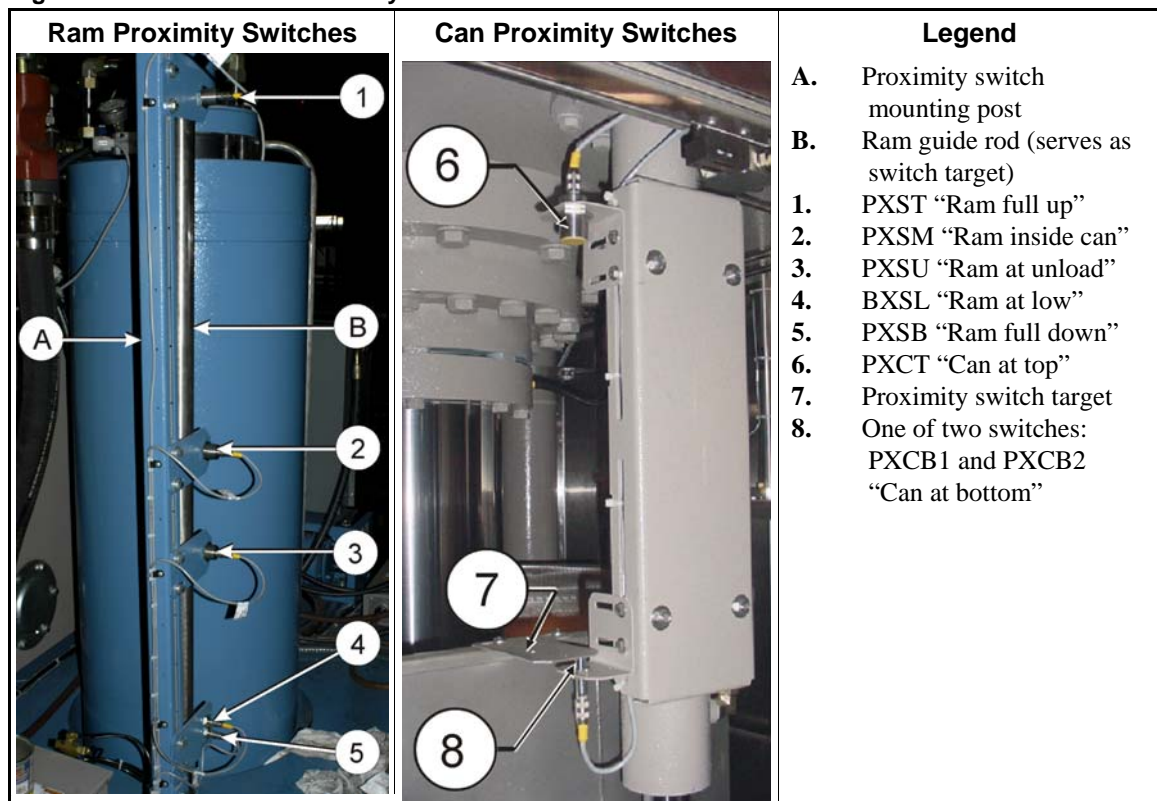 Ram Proximity Switches
Can Proximity Switches
Legend
1
A
B
2
3
4
5
6
7
8
A. Proximity switch
mounting post
B. Ram guide rod (serves as
switch target)
1. PXST “Ram full up”
2. PXSM “Ram inside can”
3. PXSU “Ram at unload”
4. BXSL “Ram at low”
5. PXSB “Ram full down”
6. PXCT “Can at top”
7. Proximity switch target
8. One of two switches:
PXCB1 and PXCB2
“Can at bottom”